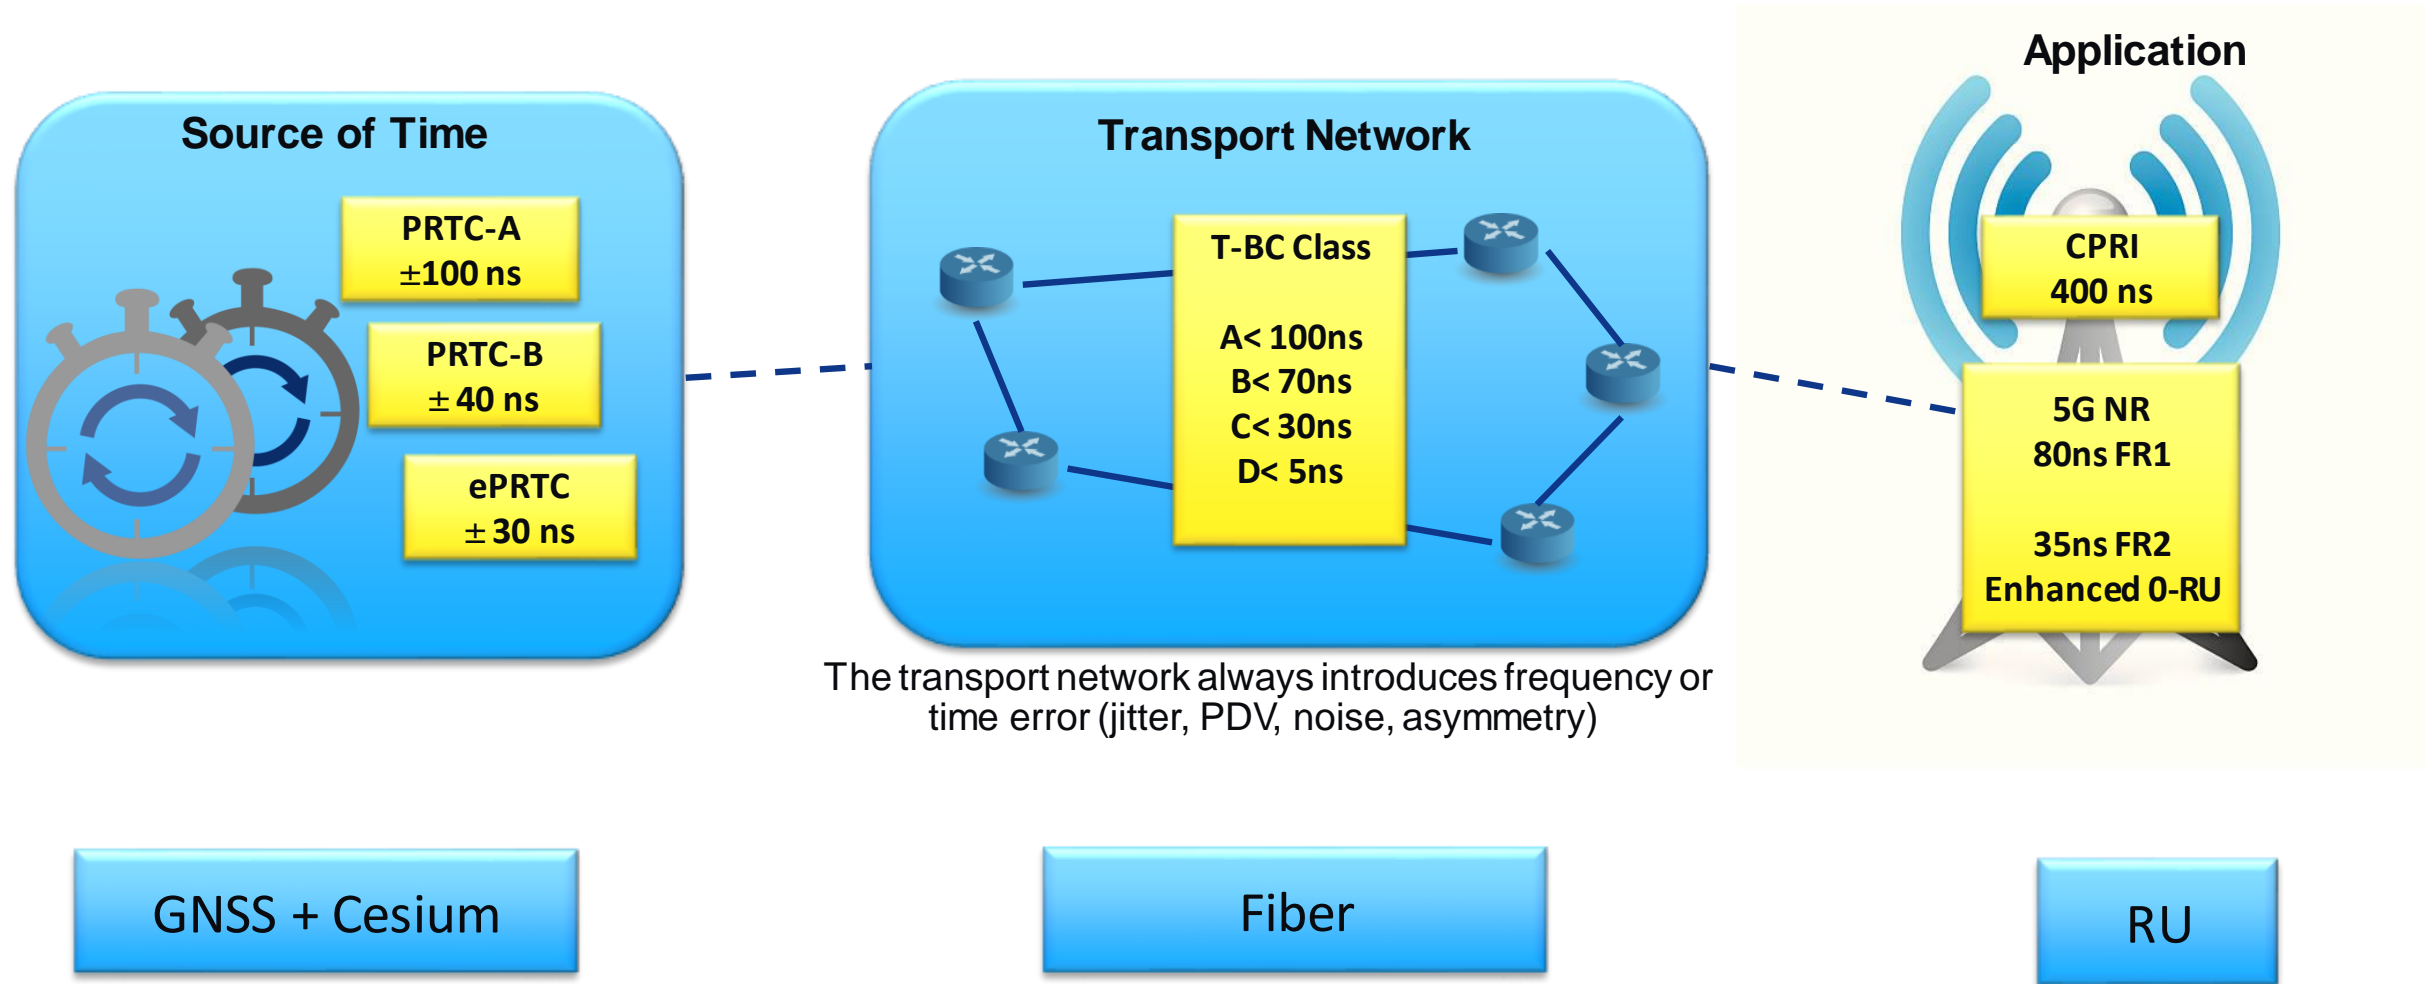 Source of Time
PRTC-A
±100 ns
PRTC-B
± 40 ns
ePRTC
± 30 ns
Transport Network
T-BC Class
A< 100ns
B< 70ns
C< 30ns
D< 5ns
The transport network always introduces frequency or
time error (jitter, PDV, noise, asymmetry)
Application
CPRI
400 ns
5G NR
80ns FR1
35ns FR2
Enhanced 0-RU
GNSS + Cesium
Fiber
RU